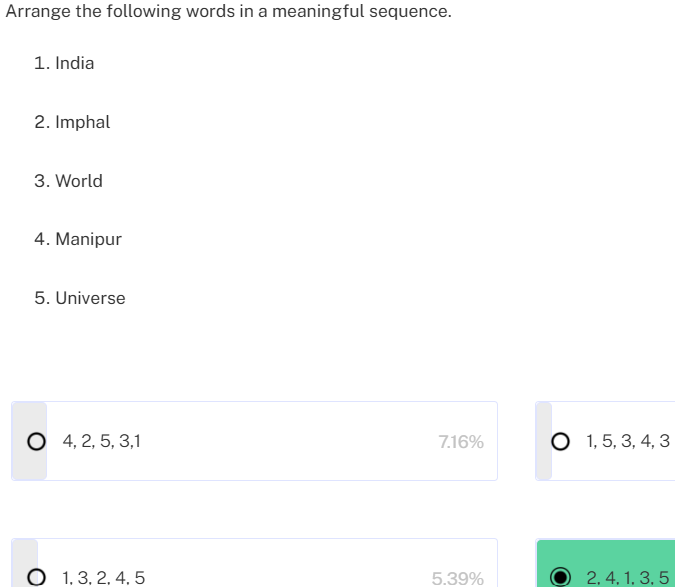 Arrange the following words in a meaningful sequence.
1. India
2. Imphal
3. World
4. Manipur
5. Universe
4, 2, 5, 3,1 7.16% 1, 5, 3, 4, 3
1, 3, 2, 4, 5 5.39% 2, 4, 1, 3, 5